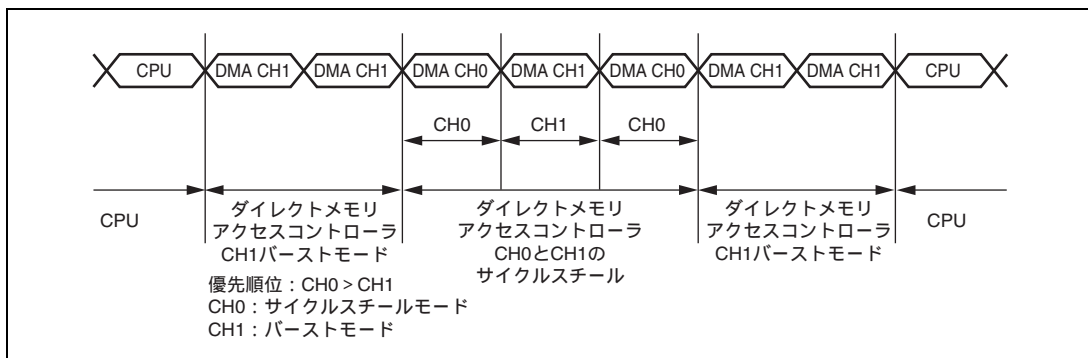 CPU DMA CH1 DMA CH1 DMA CH0 DMA CH1 DMA CH0 DMA CH1 DMA CH1 CPU
CH0 CH1 CH0
CPU
ダイレクトメモリ
アクセスコントローラ
CH1バーストモード
ダイレクトメモリ
アクセスコントローラ
CH0とCH1の
サイクルスチール
ダイレクトメモリ
アクセスコントローラ
CH1バーストモード
CPU
優先順位：CH0 > CH1
CH0：サイクルスチールモード
CH1：バーストモード